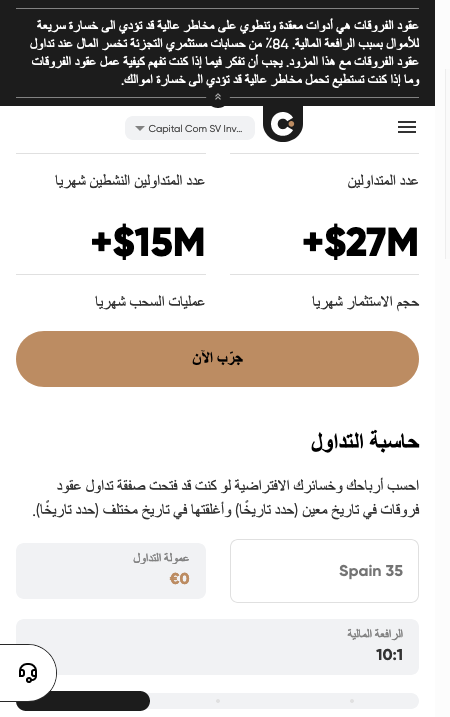 عقود الفروقات هي أدوات معقدة وتنطوي على مخاطر عالية قد تؤدي الى خسارة سريعة
للأموال بسبب الرافعة المالية. 84٪ من حسابات مستثمري التجزئة تخسر المال عند تداول
عقود الفروقات مع هذا المزود. يجب أن تفكر فيما إذا كنت تفهم كيفية عمل عقود الفروقات
وما إذا كنت تستطيع تحمل مخاطر عالية قد تؤدي الى خسارة اموالك.
Capital Com SV Inv...
عدد المتداولين
عدد المتداولين النشطين شهريا
$27M+
$15M+
حجم الاستثمار شهريا
عمليات السحب شهريا
جرّب الآن
حاسبة التداول
احسب أرباحك وخسائرك الافتراضية لو كنت قد فتحت صفقة تداول عقود
فروقات في تاريخ معين (حدد تاريخًا) وأغلقتها في تاريخ مختلف (حدد تاريخًا).
Spain 35
عمولة التداول
€0
الرافعة المالية
10:1